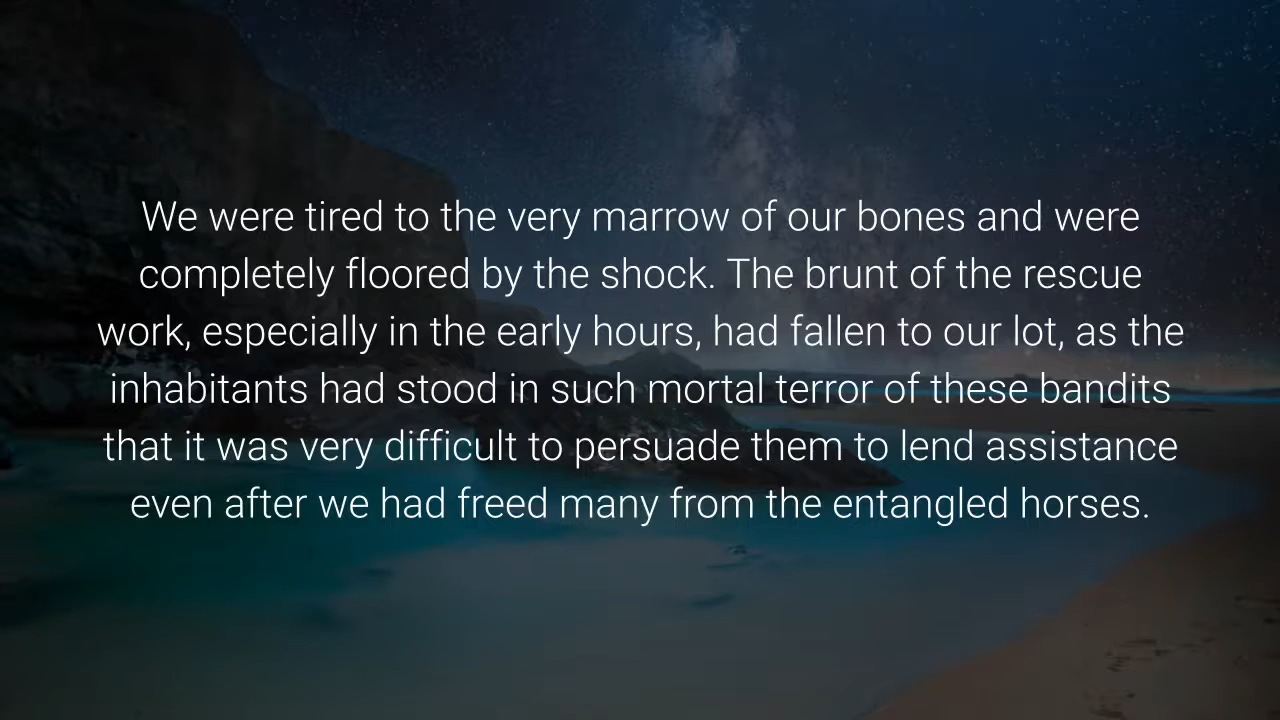 We were tired to the very marrow of our bones and were
completely floored by the shock. The brunt of the rescue
work, especially in the early hours, had fallen to our lot, as the
inhabitants had stood in such mortal terror of these bandits
that it was very difficult to persuade them to lend assistance
even after we had freed many from the entangled horses.